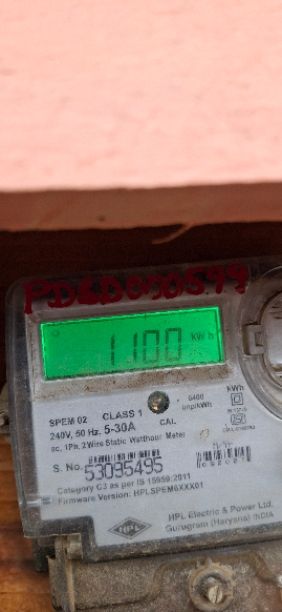 PDCD050599
1100 kWh
kWh
6400
imp/kWh
CAL.
SPEM 02 CLASS 1
240V, 50 Hz, 5-30A
ac, 1Ph, 2Wire Static Watthour Meter
S. No. 53095495
Category C3 as per IS 15959:2011
Firmware Version: HPLSPEM6XXX01
HPL
HPL Electric & Power Ltd.
Gurugram (Haryana) INDIA